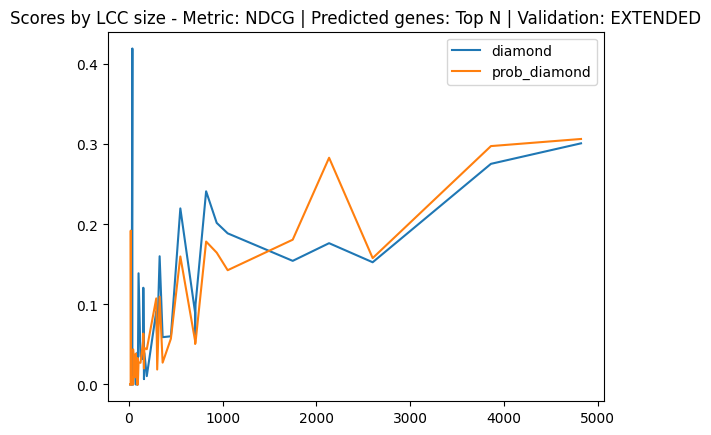 Scores by LCC size - Metric: NDCG | Predicted genes: Top N | Validation: EXTENDED
diamond
prob_diamond
0.4
0.3
0.2
0.1
0.0
0 1000 2000 3000 4000 5000